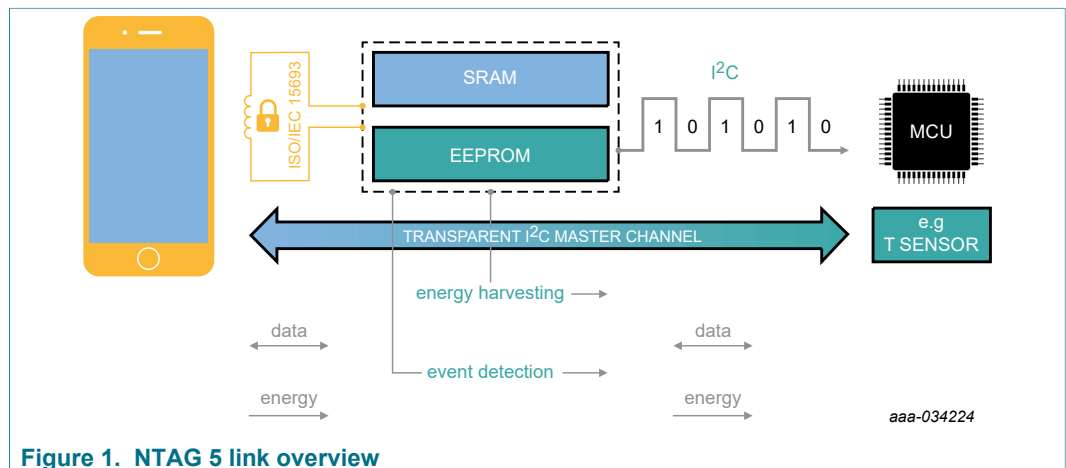 ISO/IEC 15693
SRAM
EEPROM
I²C
1 0 1 0 1 0
MCU
TRANSPARENT I²C MASTER CHANNEL
e.g
T SENSOR
energy harvesting
data
data
event detection
energy
energy
aaa-034224
Figure 1. NTAG 5 link overview